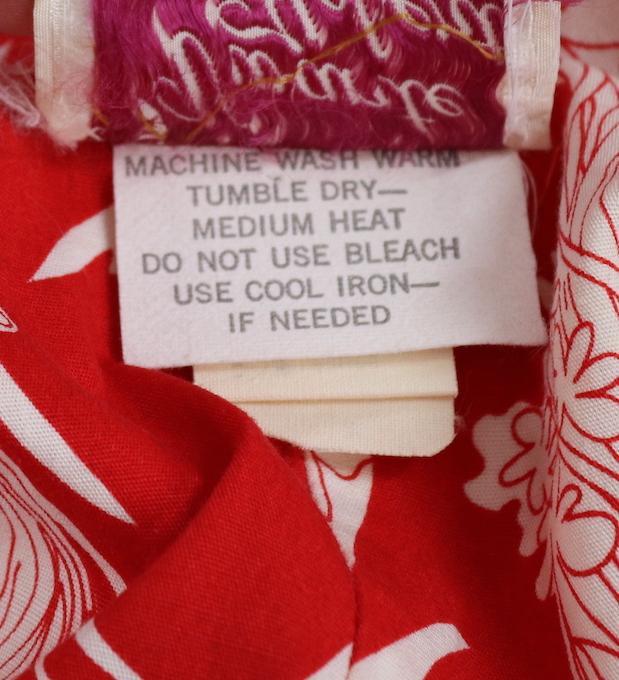 MACHINE WASH WARM
TUMBLE DRY—
MEDIUM HEAT
DO NOT USE BLEACH
USE COOL IRON—
IF NEEDED